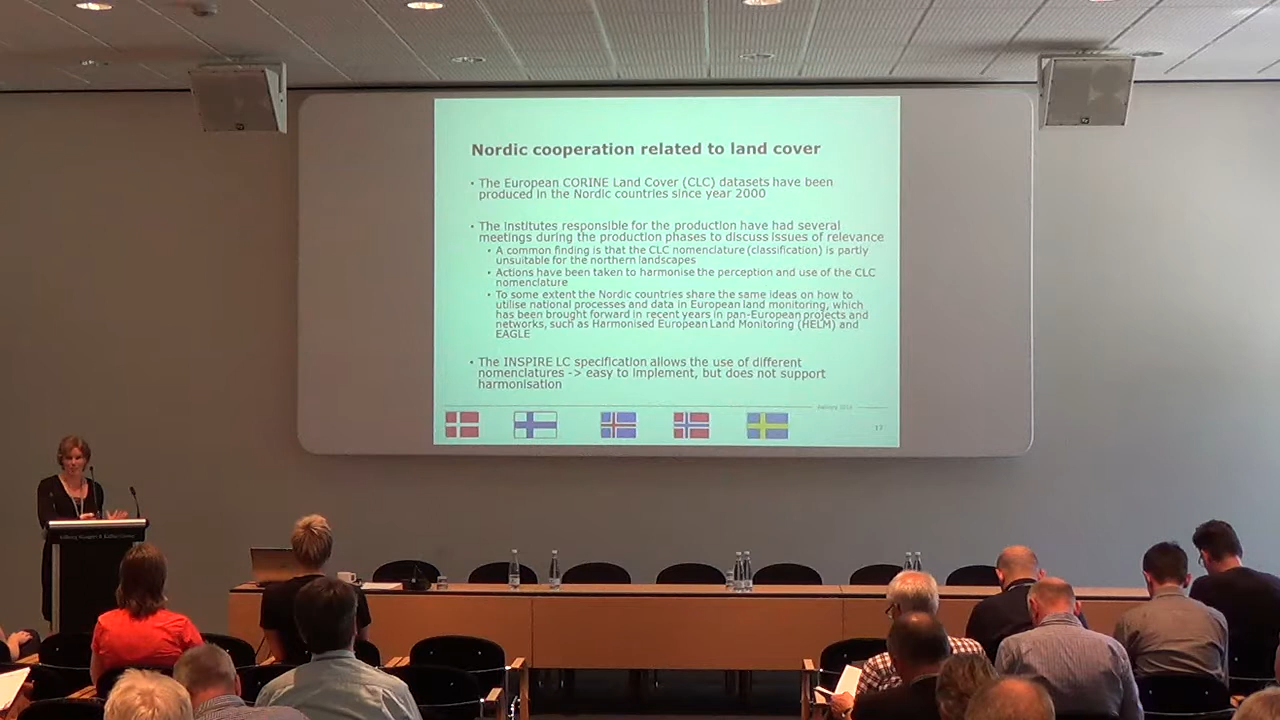 Nordic cooperation related to land cover
• The European CORINE Land Cover (CLC) datasets have been
produced in the Nordic countries since year 2000
• The institutes responsible for the production have had several
meetings during the production phases to discuss issues of relevance
• A common finding is that the CLC nomenclature (classification) is partly
unsuitable for the northern landscapes
• Actions have been taken to harmonise the perception and use of the CLC
nomenclature
• To some extent the Nordic countries share the same ideas on how to
utilise national processes and data in European land monitoring, which
has been brought forward in recent years in pan-European projects and
networks, such as Harmonised European Land Monitoring (HELM) and
EAGLE
• The INSPIRE LC specification allows the use of different
nomenclatures -> easy to implement, but does not support
harmonisation
17